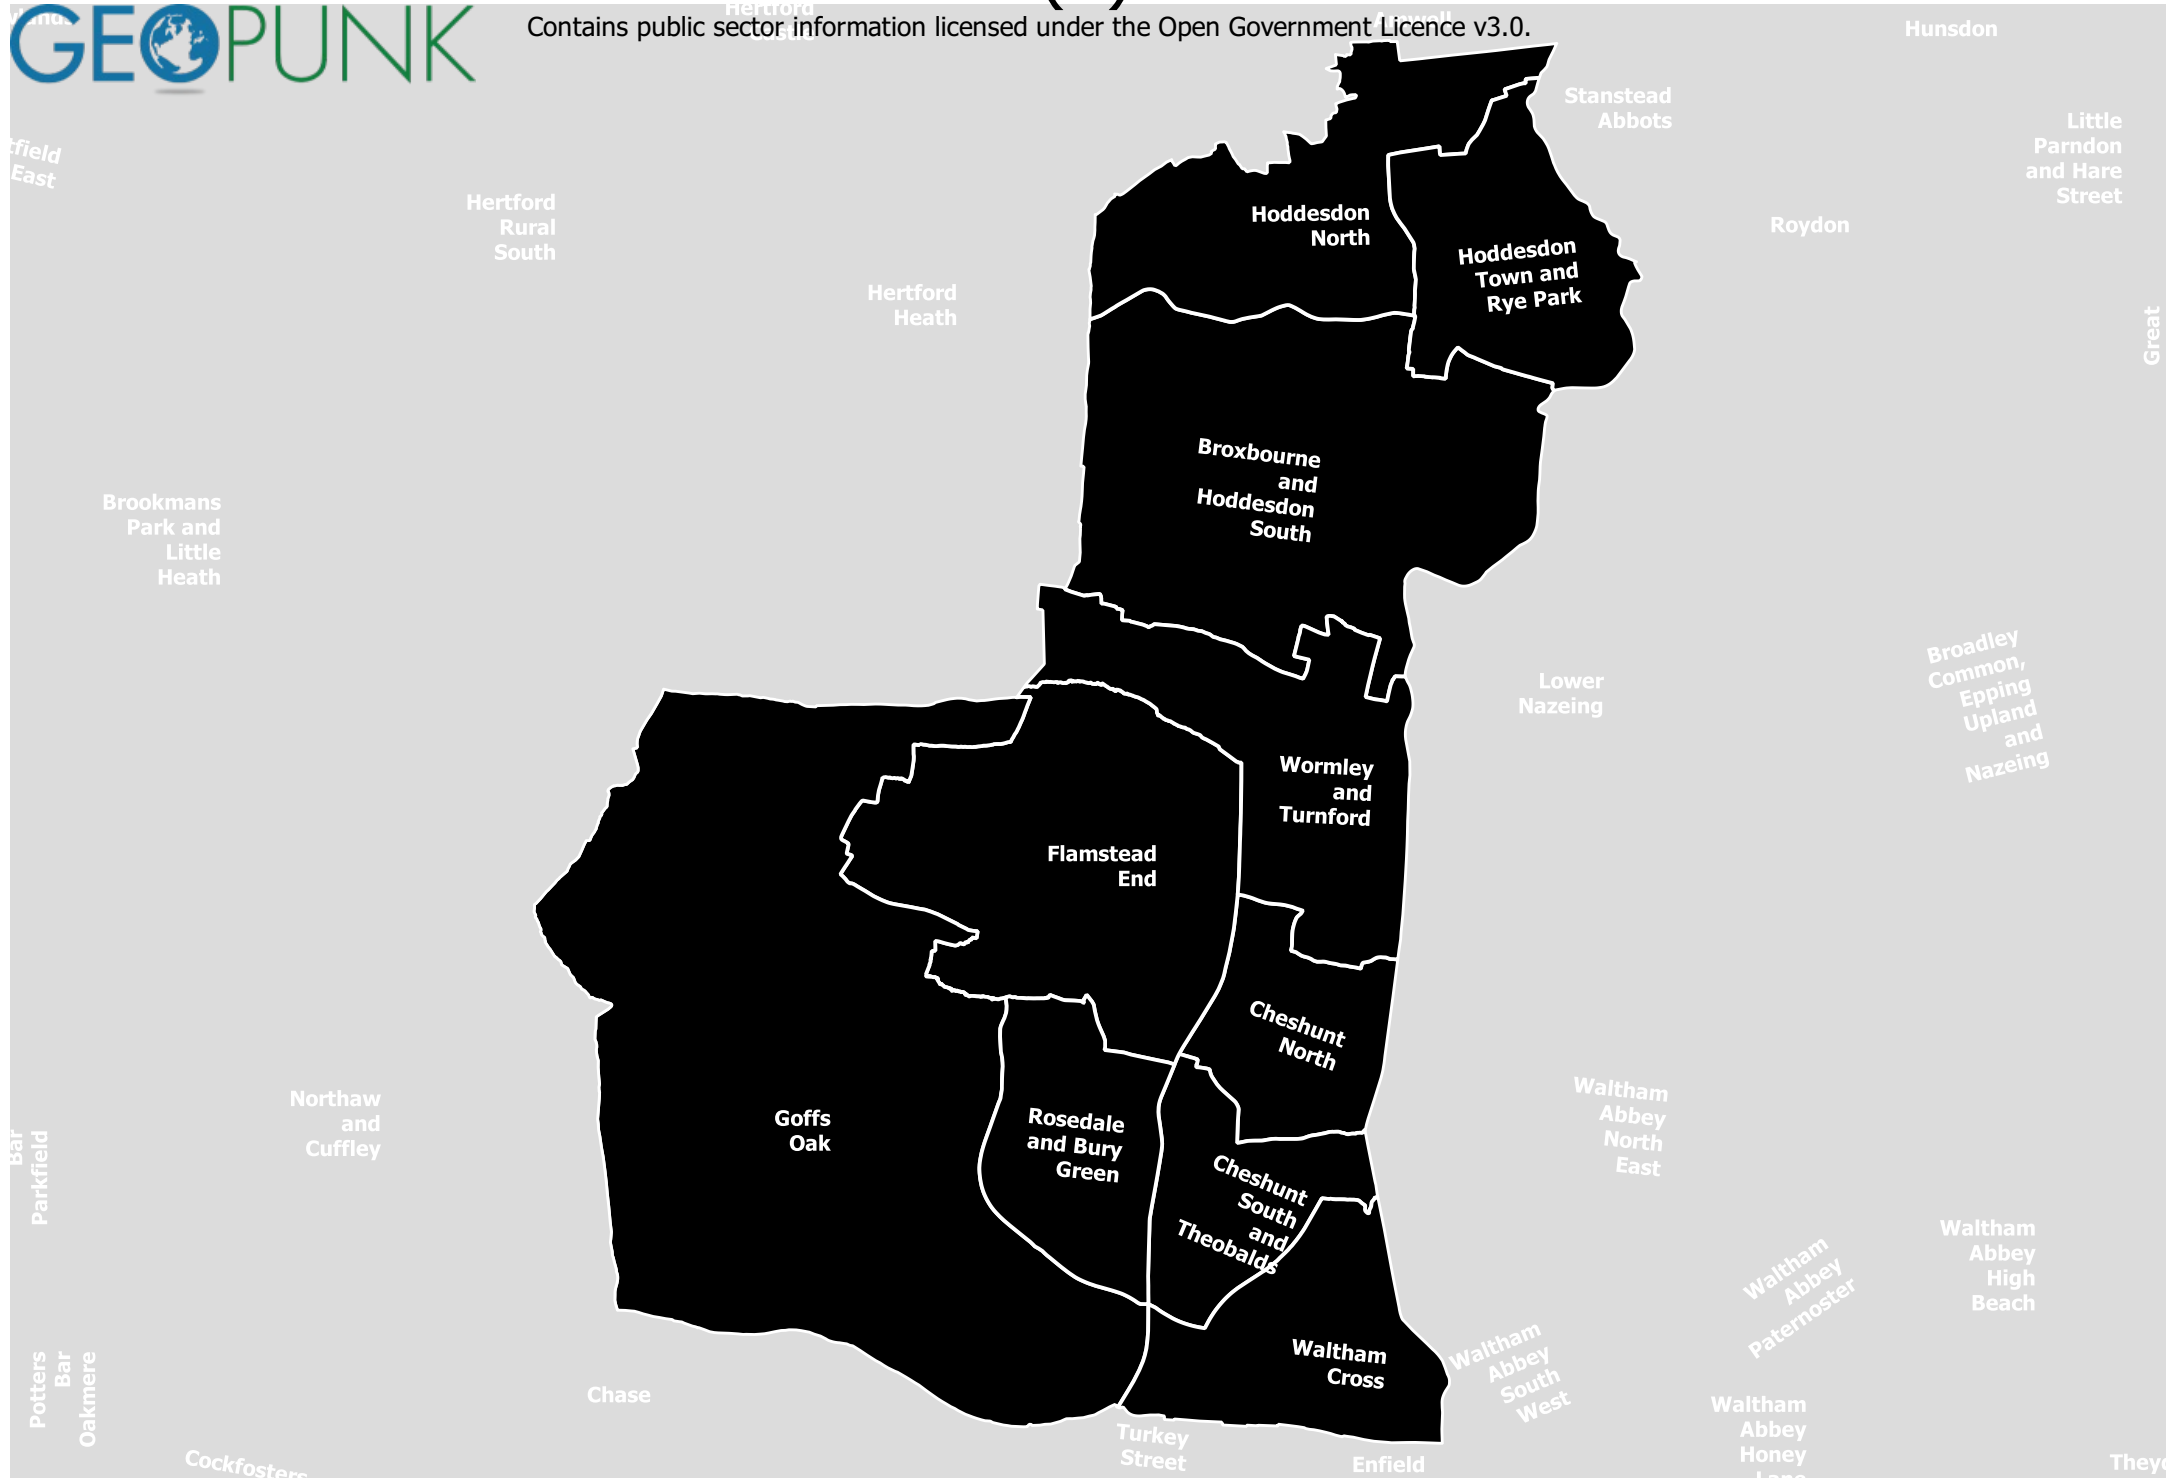 GEOPUNK
Contains public sector information licensed under the Open Government Licence v3.0.
Hertford
Castle
Amwell
Hunsdon
Stanstead
Abbots
Little
Parndon
and Hare
Street
East
Hertford
Rural
South
Roydon
Hoddesdon
North
Hoddesdon
Town and
Rye Park
Hertford
Heath
Great
Broxbourne
and
Hoddesdon
South
Brookmans
Park and
Little
Heath
Lower
Nazeing
Broadley
Common,
Epping
Upland
and
Nazeing
Wormley
and
Turnford
Flamstead
End
Cheshunt
North
Northaw
and
Cuffley
Goffs
Oak
Rosedale
and Bury
Green
Waltham
Abbey
North
East
Bar
Parkfield
Cheshunt
South
and
Theobalds
Waltham
Abbey
High
Beach
Waltham
Abbey
Paternoster
Waltham
Cross
Waltham
Abbey
South
West
Potters
Bar
Oakmere
Chase
Waltham
Abbey
Honey
Lane
Turkey
Street
Enfield
Cockfosters